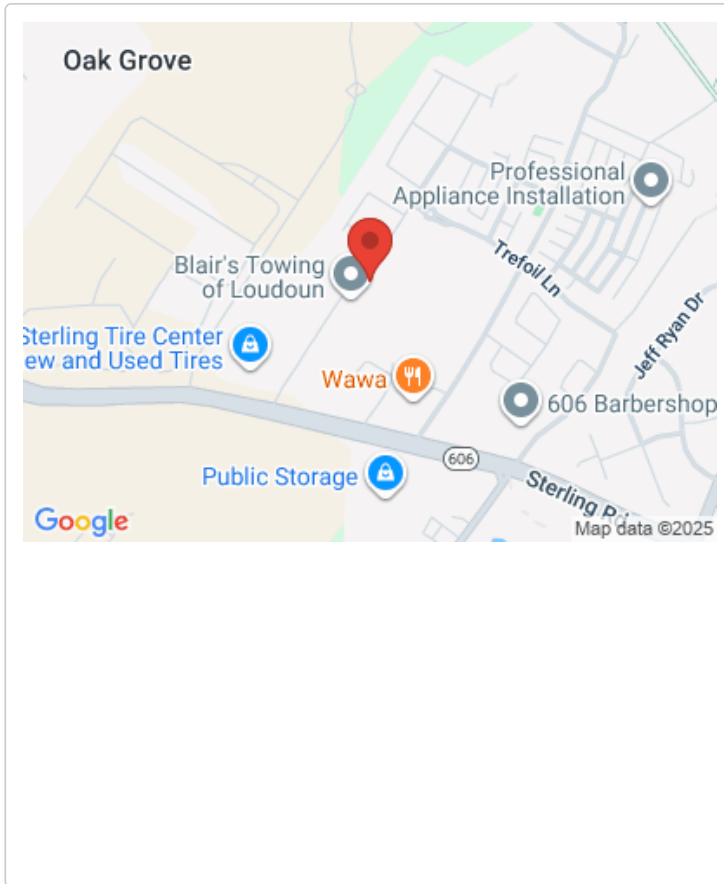 Oak Grove
Professional
Appliance Installation
Blair's Towing
of Loudoun
Trefoil Ln
Sterling Tire Center
ew and Used Tires
Jeff Ryan Dr
Wawa
606 Barbershop
606
Public Storage
Sterling Rd
Google
Map data ©2025